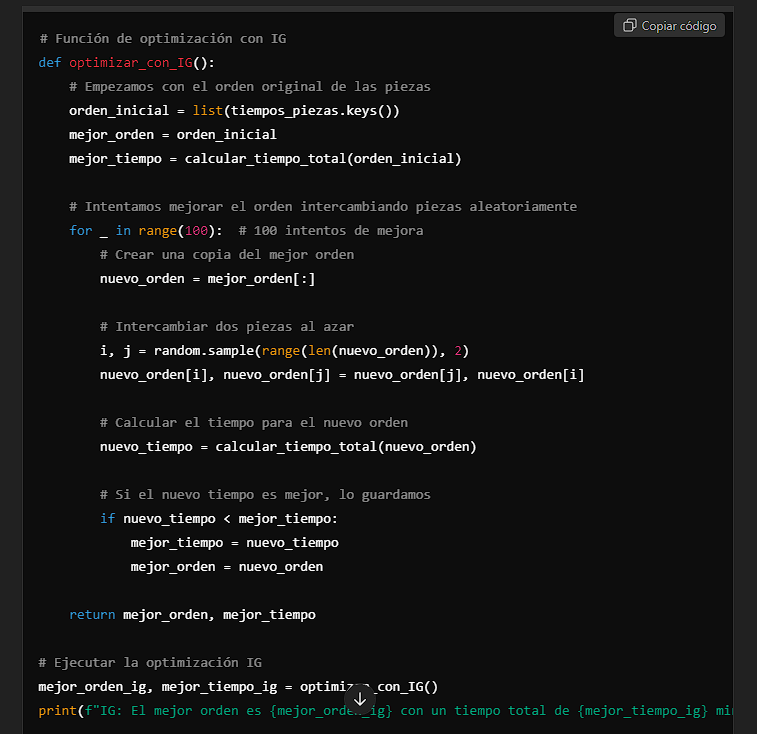 Copiar código
# Función de optimización con IG
def optimizar_con_IG():
    # Empezamos con el orden original de las piezas
    orden_inicial = list(tiempos_piezas.keys())
    mejor_orden = orden_inicial
    mejor_tiempo = calcular_tiempo_total(orden_inicial)
    # Intentamos mejorar el orden intercambiando piezas aleatoriamente
    for _ in range(100):  # 100 intentos de mejora
        # Crear una copia del mejor orden
        nuevo_orden = mejor_orden[:]
        # Intercambiar dos piezas al azar
        i, j = random.sample(range(len(nuevo_orden)), 2)
        nuevo_orden[i], nuevo_orden[j] = nuevo_orden[j], nuevo_orden[i]
        # Calcular el tiempo para el nuevo orden
        nuevo_tiempo = calcular_tiempo_total(nuevo_orden)
        # Si el nuevo tiempo es mejor, lo guardamos
        if nuevo_tiempo < mejor_tiempo:
            mejor_tiempo = nuevo_tiempo
            mejor_orden = nuevo_orden
    return mejor_orden, mejor_tiempo
# Ejecutar la optimización IG
mejor_orden_ig, mejor_tiempo_ig = optimizar_con_IG()
print(f"IG: El mejor orden es {mejor_orden_ig} con un tiempo total de {mejor_tiempo_ig}